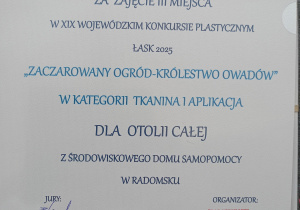 ZA ZAJĘCIE III MIEJSCA
W XIX WOJEWÓDZKIM KONKURSIE PLASTYCZNYM
ŁASK 2025
„ZACZAROWANY OGRÓD-KRÓLESTWO OWADÓW"
W KATEGORII TKANINA I APLIKACJA
DLA OTOLII CAŁEJ
Z ŚRODOWISKOWEGO DOMU SAMOPOMOCY
W RADOMSKU
JURY: ORGANIZATOR: